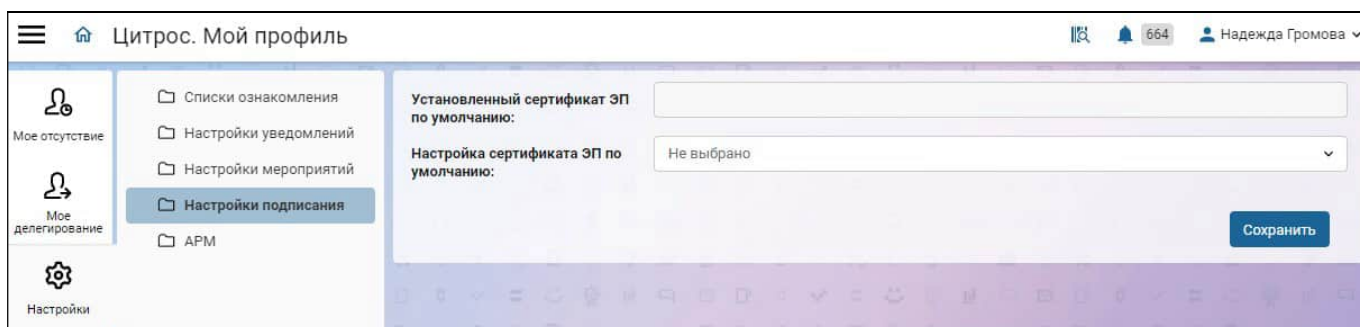 Цитрос. Мой профиль
664
Надежда Громова
Мое отсутствие
Мое
делегирование
Настройки
Списки ознакомления
Настройки уведомлений
Настройки мероприятий
Настройки подписания
АРМ
Установленный сертификат ЭП
по умолчанию:
Настройка сертификата ЭП по
умолчанию:
Не выбрано
Сохранить